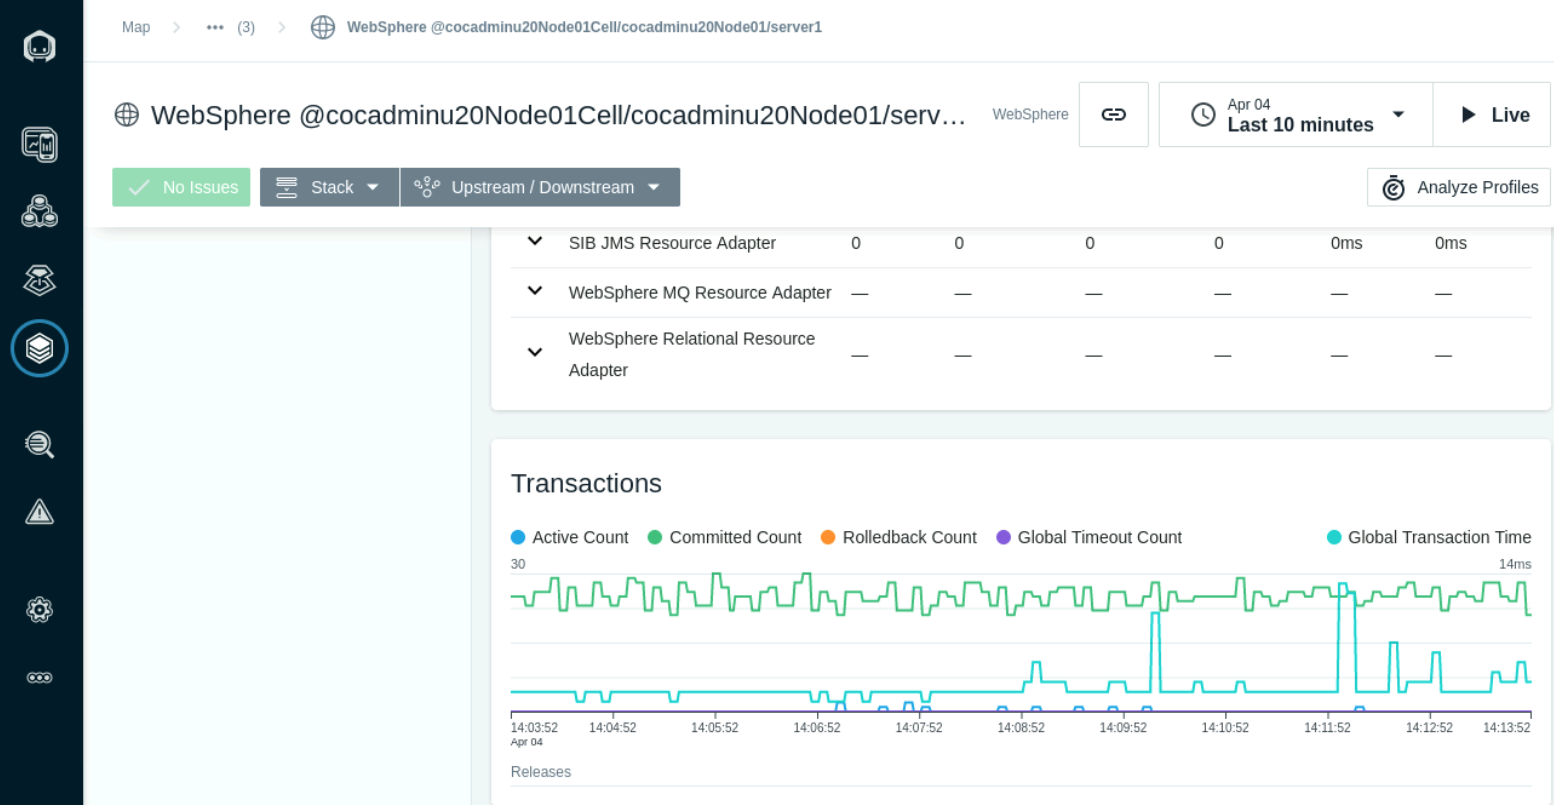 Map ••• (3) WebSphere @cocadminu20Node01Cell/cocadminu20Node01/server1
WebSphere @cocadminu20Node01Cell/cocadminu20Node01/serv… WebSphere
Apr 04
Last 10 minutes
Live
No Issues Stack Upstream / Downstream Analyze Profiles
SIB JMS Resource Adapter 0 0 0 0 0ms 0ms
WebSphere MQ Resource Adapter — — — — — —
WebSphere Relational Resource
Adapter — — — — — —
Transactions
Active Count Committed Count Rolledback Count Global Timeout Count Global Transaction Time
30 14ms
14:03:52 14:04:52 14:05:52 14:06:52 14:07:52 14:08:52 14:09:52 14:10:52 14:11:52 14:12:52 14:13:52
Apr 04
Releases